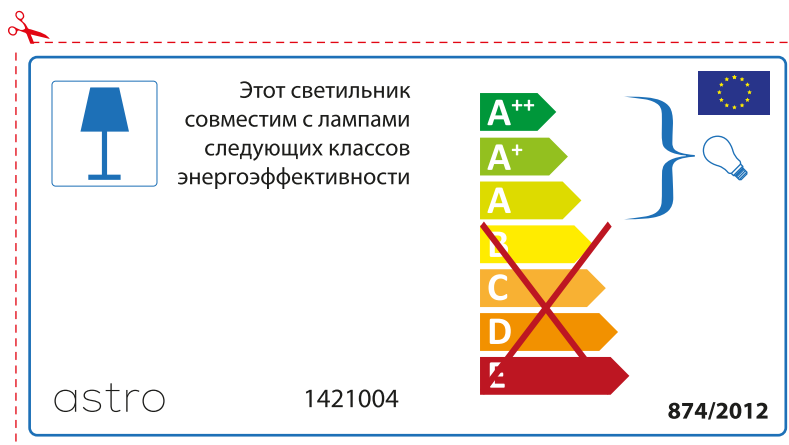 Этот светильник
совместим с лампами
следующих классов
энергоэффективности
A++
A+
A
B
C
D
E
astro
1421004
874/2012